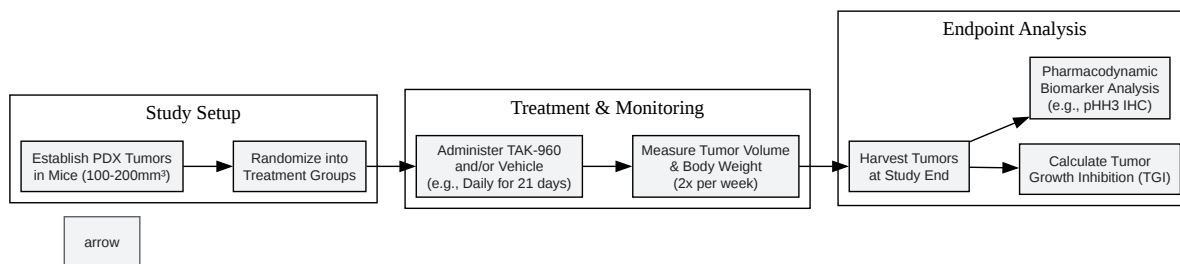 Study Setup
Establish PDX Tumors
in Mice (100-200mm³)
Randomize into
Treatment Groups
Treatment & Monitoring
Administer TAK-960
and/or Vehicle
(e.g., Daily for 21 days)
Measure Tumor Volume
& Body Weight
(2x per week)
Endpoint Analysis
Harvest Tumors
at Study End
Pharmacodynamic
Biomarker Analysis
(e.g., pHH3 IHC)
Calculate Tumor
Growth Inhibition (TGI)
arrow